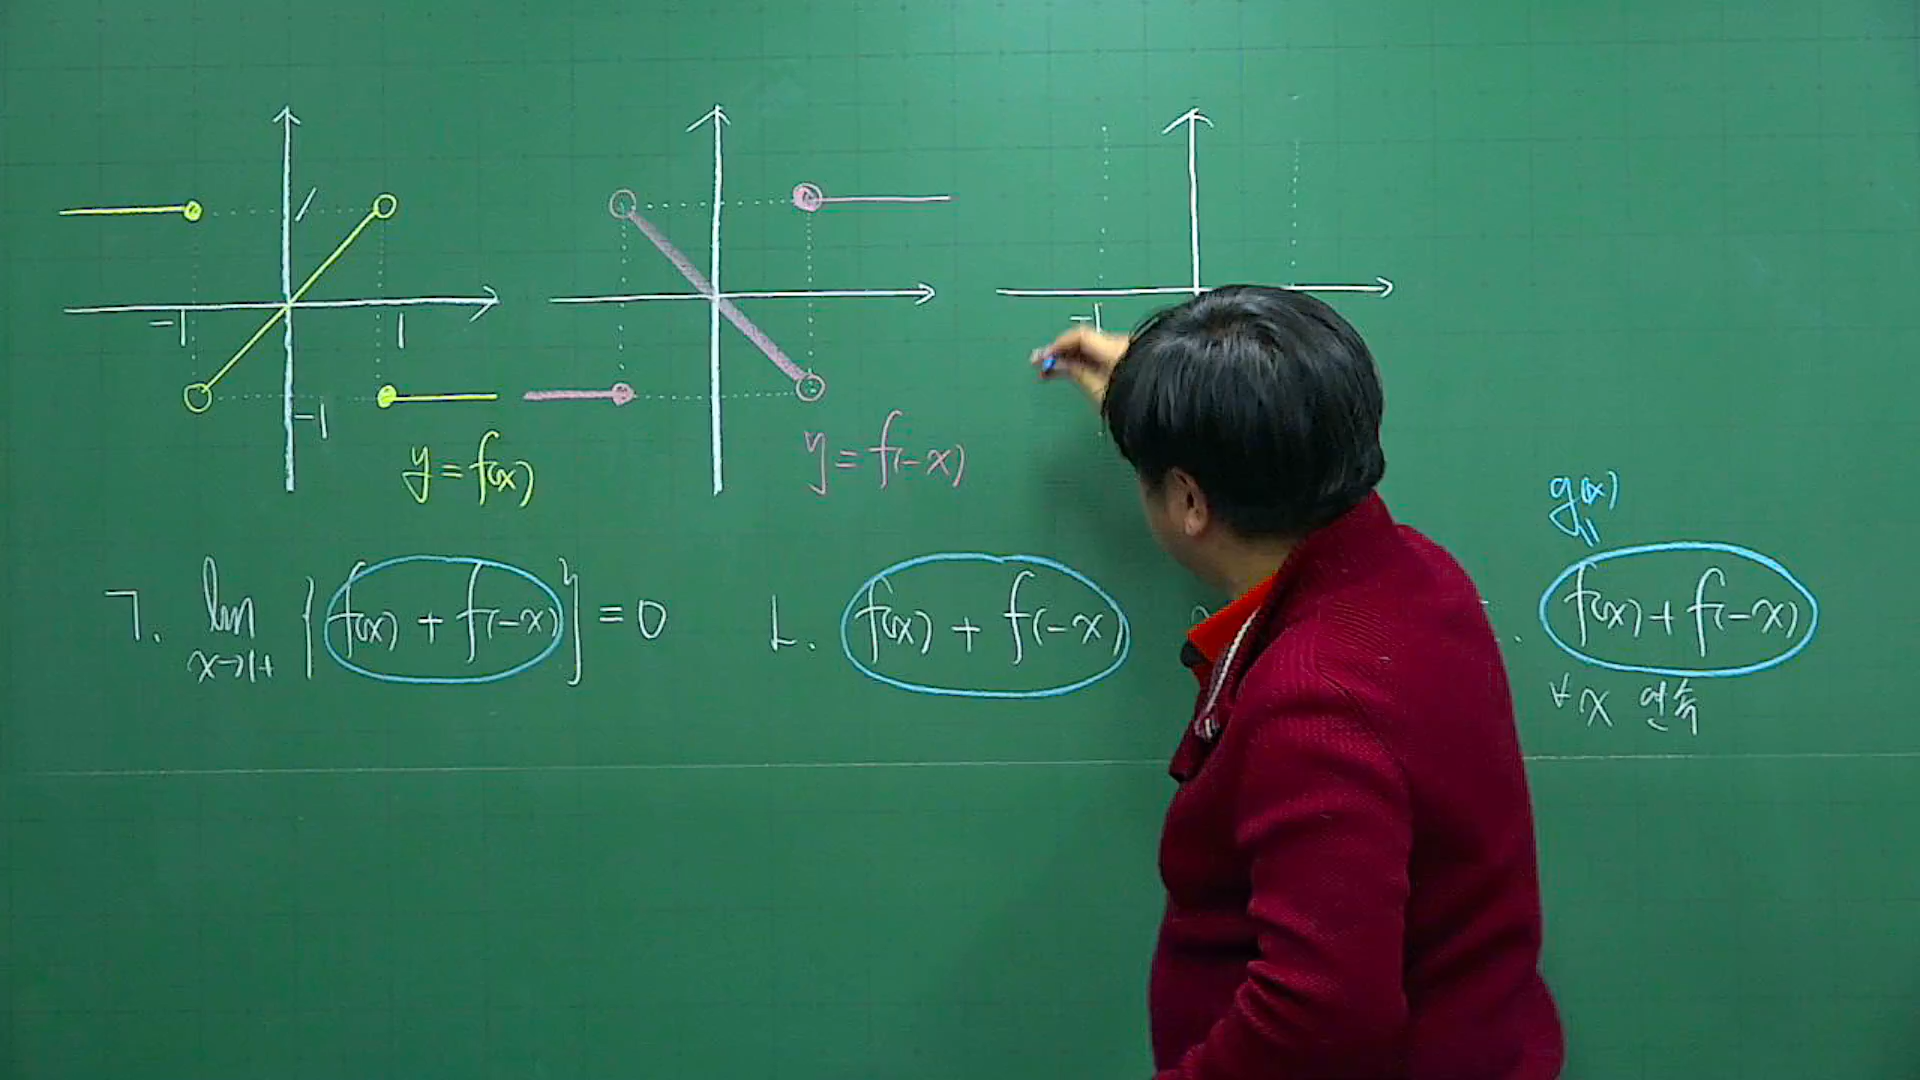 1
-1
1
-1
y=f(x)
y=f(-x)
-1
g(x)
=
ㄱ. lim {f(x)+f(-x)}=0
x→1+
ㄴ. f(x)+f(-x)
. f(x)+f(-x)
∀x 연속